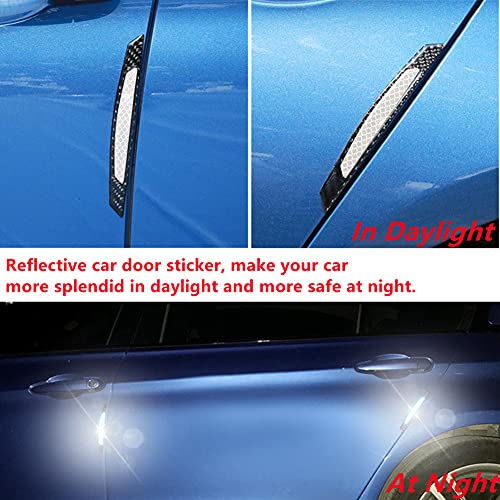 In Daylight
Reflective car door sticker, make your car
more splendid in daylight and more safe at night.
At Night